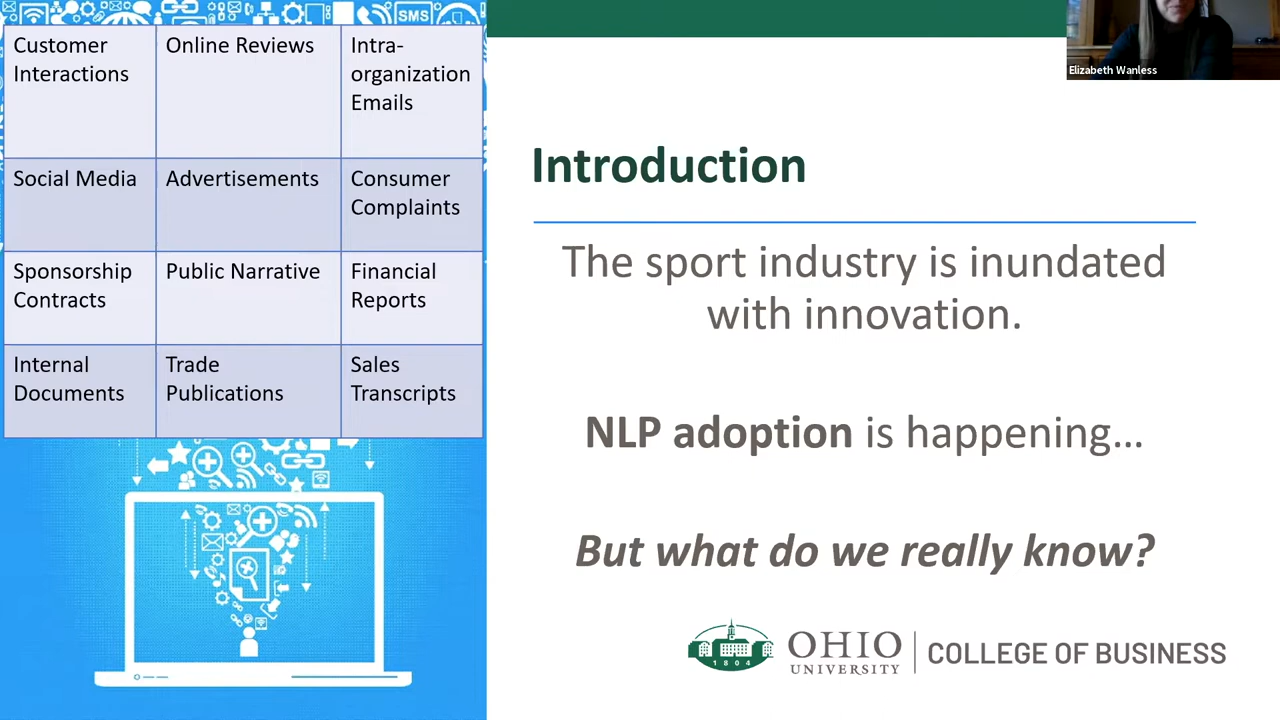 SMS
Customer
Interactions
Online Reviews
Intra-
organization
Emails
Social Media
Advertisements
Consumer
Complaints
Sponsorship
Contracts
Public Narrative
Financial
Reports
Internal
Documents
Trade
Publications
Sales
Transcripts
Elizabeth Wanless
Introduction
The sport industry is inundated
with innovation.
NLP adoption is happening...
But what do we really know?
1804
OHIO
UNIVERSITY
COLLEGE OF BUSINESS